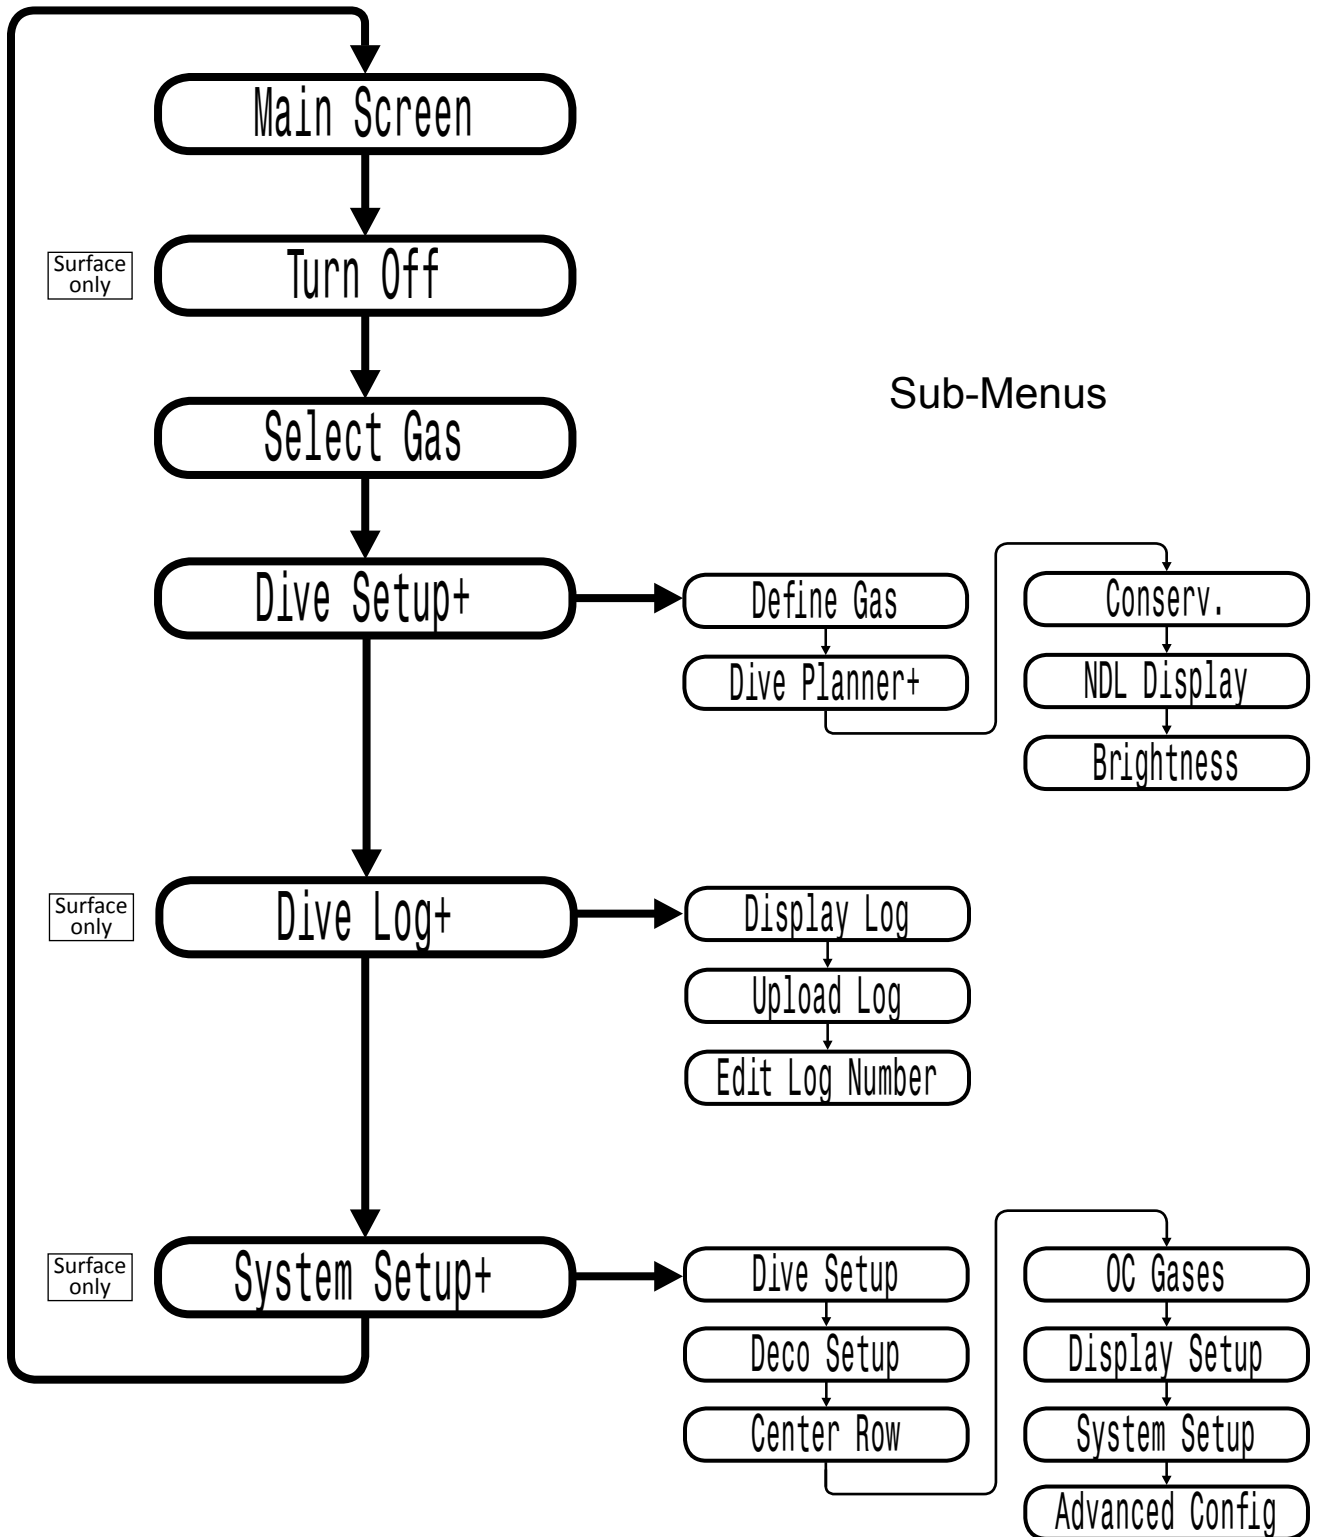 Main Screen
Surface
only
Turn Off
Select Gas
Sub-Menus
Dive Setup+
Define Gas
Dive Planner+
Conserv.
NDL Display
Brightness
Surface
only
Dive Log+
Display Log
Upload Log
Edit Log Number
Surface
only
System Setup+
Dive Setup
Deco Setup
Center Row
OC Gases
Display Setup
System Setup
Advanced Config